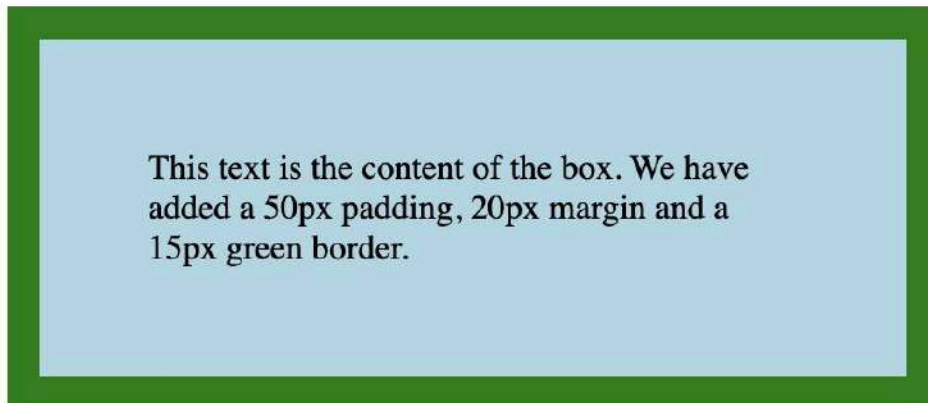 This text is the content of the box. We have
added a 50px padding, 20px margin and a
15px green border.